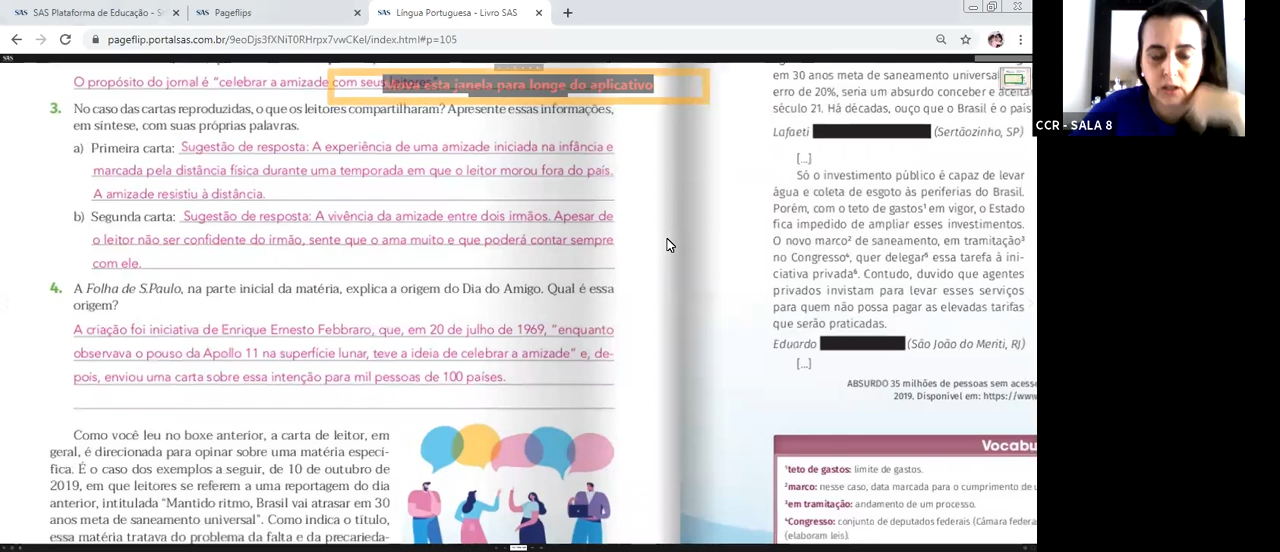 SAS Plataforma de Educação - S
SAS Pageflips
SAS Língua Portuguesa - Livro SAS
pageflip.portalsas.com.br/9eoDjs3fXNiT0RHrpx7vwCKel/index.html#p=105
SAS
O propósito do jornal é “celebrar a amizade com seus leitores”
Mova esta janela para longe do aplicativo
3. No caso das cartas reproduzidas, o que os leitores compartilharam? Apresente essas informações,
em síntese, com suas próprias palavras.
a) Primeira carta: Sugestão de resposta: A experiência de uma amizade iniciada na infância e
marcada pela distância física durante uma temporada em que o leitor morou fora do país.
A amizade resistiu à distância.
b) Segunda carta: Sugestão de resposta: A vivência da amizade entre dois irmãos. Apesar de
o leitor não ser confidente do irmão, sente que o ama muito e que poderá contar sempre
com ele.
4. A Folha de S.Paulo, na parte inicial da matéria, explica a origem do Dia do Amigo. Qual é essa
origem?
A criação foi iniciativa de Enrique Ernesto Febbraro, que, em 20 de julho de 1969, “enquanto
observava o pouso da Apollo 11 na superfície lunar, teve a ideia de celebrar a amizade” e, de-
pois, enviou uma carta sobre essa intenção para mil pessoas de 100 países.
Como você leu no boxe anterior, a carta de leitor, em
geral, é direcionada para opinar sobre uma matéria especí-
fica. É o caso dos exemplos a seguir, de 10 de outubro de
2019, em que leitores se referem a uma reportagem do dia
anterior, intitulada “Mantido ritmo, Brasil vai atrasar em 30
anos meta de saneamento universal”. Como indica o título,
essa matéria tratava do problema da falta e da precarieda-
em 30 anos meta de saneamento universa
erro de 20%, seria um absurdo conceber e aceitar
século 21. Há décadas, ouço que o Brasil é o país
Lafaeti (Sertãozinho, SP)
[...]
Só o investimento público é capaz de levar
água e coleta de esgoto às periferias do Brasil.
Porém, com o teto de gastos¹ em vigor, o Estado
fica impedido de ampliar esses investimentos.
O novo marco² de saneamento, em tramitação³
no Congresso⁴, quer delegar⁵ essa tarefa à ini-
ciativa privada⁶. Contudo, duvido que agentes
privados invistam para levar esses serviços
para quem não possa pagar as elevadas tarifas
que serão praticadas.
Eduardo (São João do Meriti, RJ)
[...]
ABSURDO 35 milhões de pessoas sem acess
2019. Disponível em: https://www
Vocabu
¹teto de gastos: limite de gastos.
²marco: nesse caso, data marcada para o cumprimento de u
³em tramitação: andamento de um processo.
⁴Congresso: conjunto de deputados federais (Câmara federa
(elaboram leis).
CCR - SALA 8